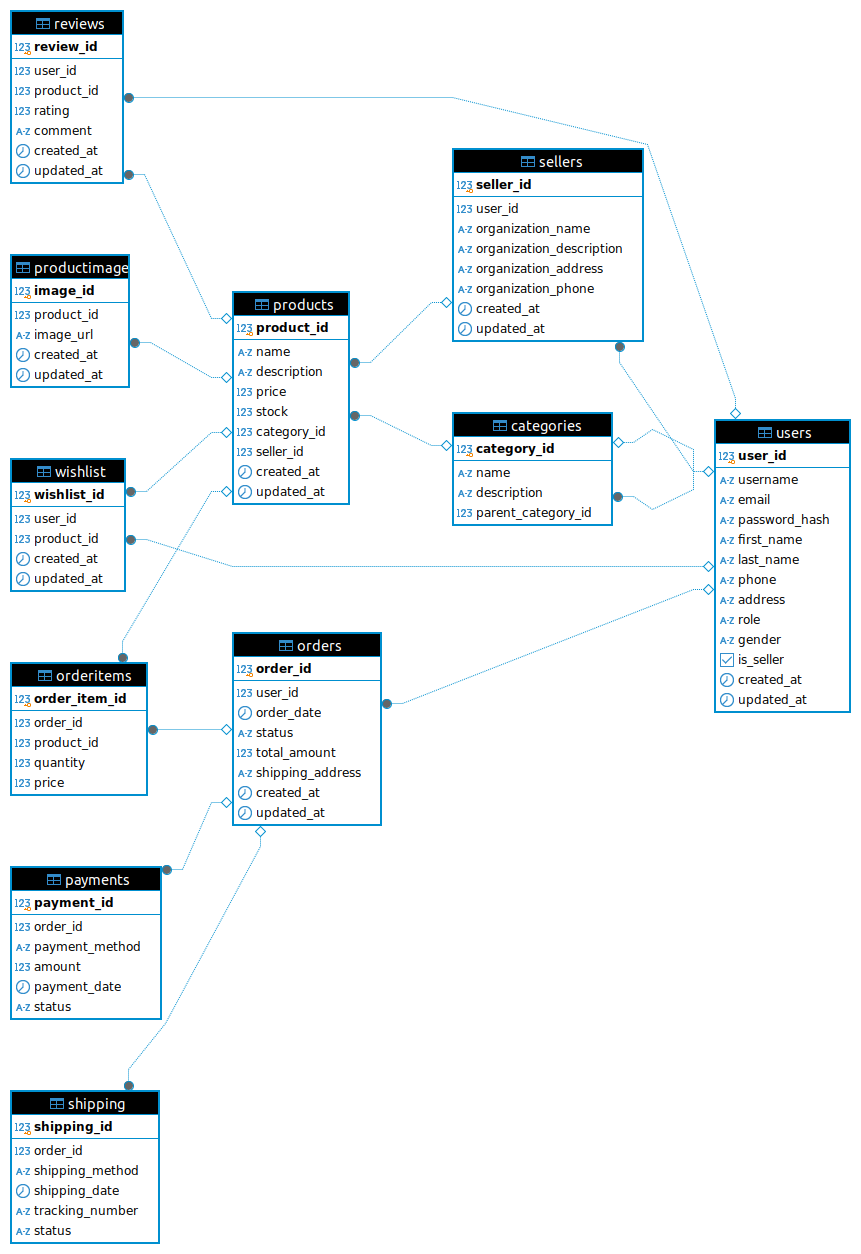 reviews
123 review_id
123 user_id
123 product_id
123 rating
A-Z comment
created_at
updated_at
productimage
123 image_id
123 product_id
A-Z image_url
created_at
updated_at
wishlist
123 wishlist_id
123 user_id
123 product_id
created_at
updated_at
orderitems
123 order_item_id
123 order_id
123 product_id
123 quantity
123 price
payments
123 payment_id
123 order_id
A-Z payment_method
123 amount
payment_date
A-Z status
shipping
123 shipping_id
123 order_id
A-Z shipping_method
shipping_date
A-Z tracking_number
A-Z status
products
123 product_id
A-Z name
A-Z description
123 price
123 stock
123 category_id
123 seller_id
created_at
updated_at
orders
123 order_id
123 user_id
order_date
A-Z status
123 total_amount
A-Z shipping_address
created_at
updated_at
sellers
123 seller_id
123 user_id
A-Z organization_name
A-Z organization_description
A-Z organization_address
A-Z organization_phone
created_at
updated_at
categories
123 category_id
A-Z name
A-Z description
123 parent_category_id
users
123 user_id
A-Z username
A-Z email
A-Z password_hash
A-Z first_name
A-Z last_name
A-Z phone
A-Z address
A-Z role
A-Z gender
is_seller
created_at
updated_at